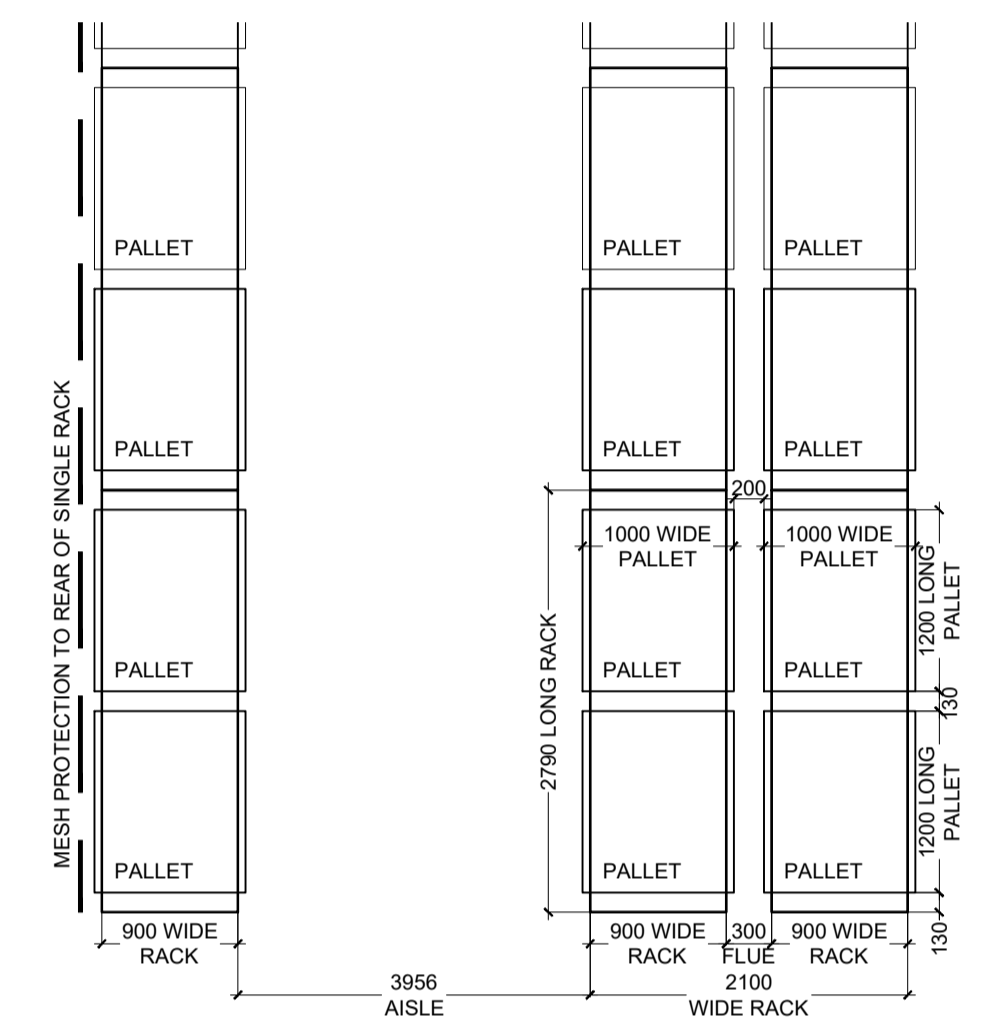 PALLET
PALLET
PALLET
PALLET
PALLET
PALLET
200
1000 WIDE
PALLET
1000 WIDE
PALLET
1200 LONG
PALLET
MESH PROTECTION TO REAR OF SINGLE RACK
2790 LONG RACK
PALLET
PALLET
PALLET
130
1200 LONG
PALLET
PALLET
PALLET
PALLET
130
900 WIDE
RACK
900 WIDE
RACK
300
FLUE
900 WIDE
RACK
3956
AISLE
2100
WIDE RACK